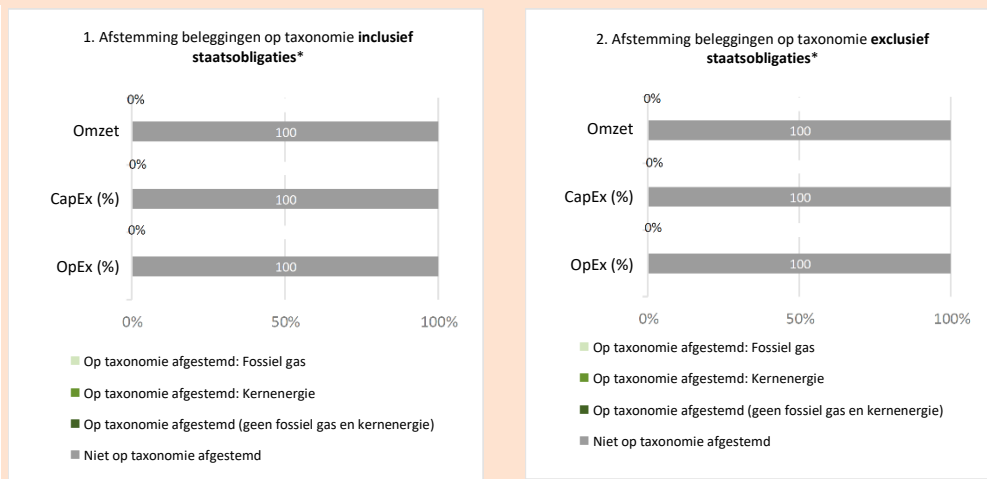 1. Afstemming beleggingen op taxonomie inclusief
staatsobligaties*
0%
Omzet
100
0%
CapEx (%)
100
0%
OpEx (%)
100
0%
50%
100%
Op taxonomie afgestemd: Fossiel gas
Op taxonomie afgestemd: Kernenergie
Op taxonomie afgestemd (geen fossiel gas en kernenergie)
Niet op taxonomie afgestemd
2. Afstemming beleggingen op taxonomie exclusief
staatsobligaties*
0%
Omzet
100
0%
CapEx (%)
100
0%
OpEx (%)
100
0%
50%
100%
Op taxonomie afgestemd: Fossiel gas
Op taxonomie afgestemd: Kernenergie
Op taxonomie afgestemd (geen fossiel gas en kernenergie)
Niet op taxonomie afgestemd